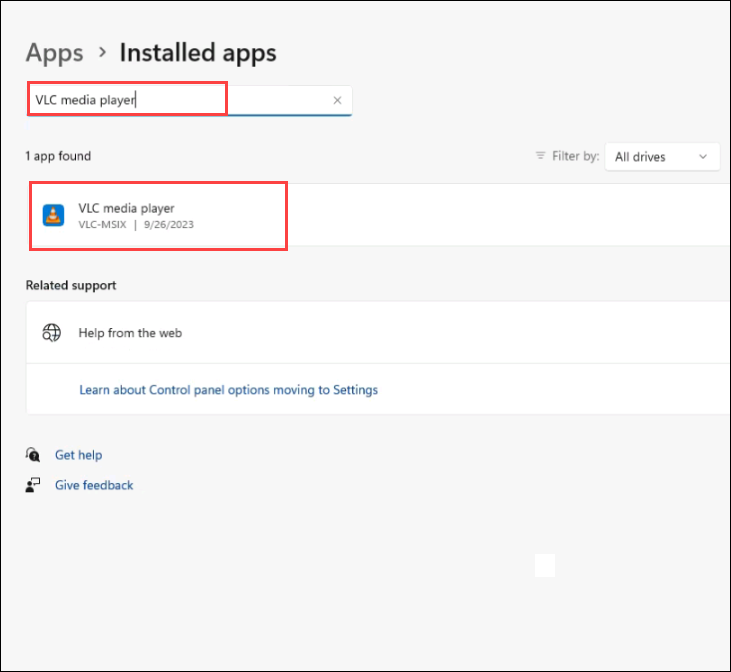 Apps > Installed apps
VLC media player
1 app found
Filter by: All drives
VLC media player
VLC-MSIX | 9/26/2023
Related support
Help from the web
Learn about Control panel options moving to Settings
Get help
Give feedback